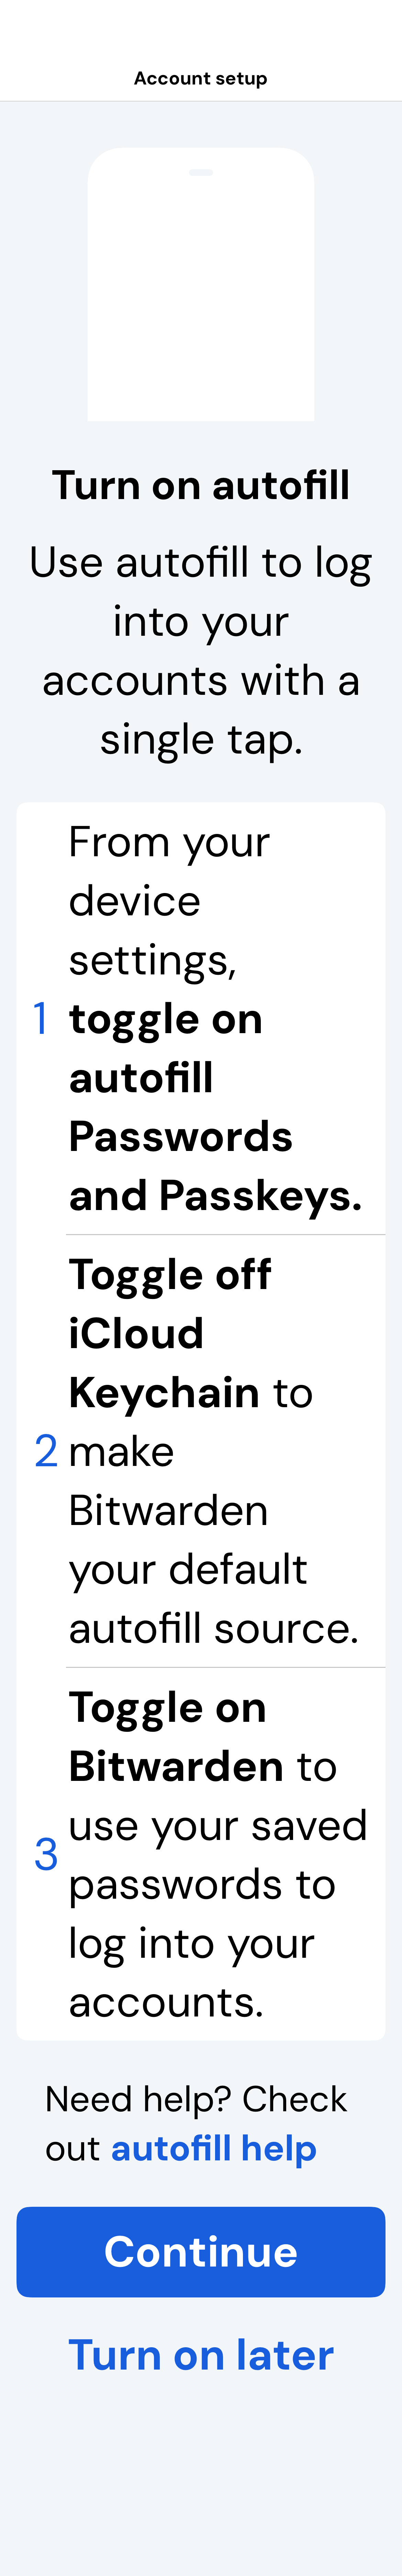 Account setup
Turn on autofill
Use autofill to log
into your
accounts with a
single tap.
From your
device
settings,
1 toggle on
autofill
Passwords
and Passkeys.
Toggle off
iCloud
Keychain to
2 make
Bitwarden
your default
autofill source.
Toggle on
Bitwarden to
use your saved
3 passwords to
log into your
accounts.
Need help? Check
out autofill help
Continue
Turn on later